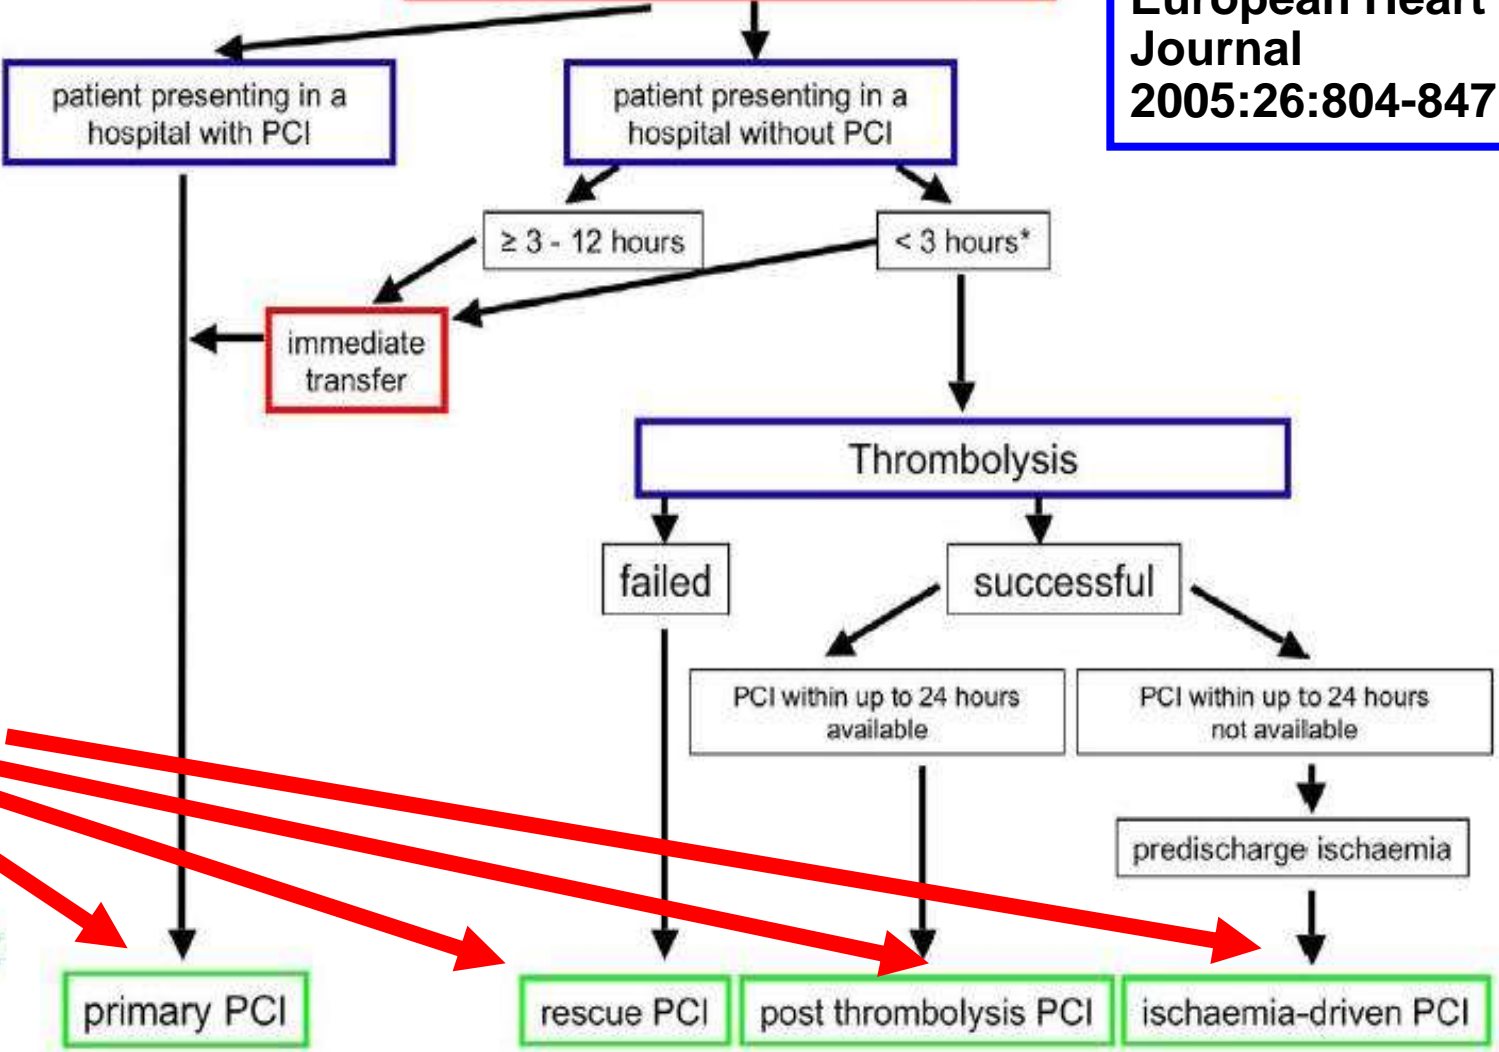 European Heart
Journal
2005:26:804-847
patient presenting in a
hospital with PCI
patient presenting in a
hospital without PCI
≥ 3 - 12 hours
< 3 hours*
immediate
transfer
Thrombolysis
failed
successful
PCI within up to 24 hours
available
PCI within up to 24 hours
not available
predischarge ischaemia
primary PCI
rescue PCI
post thrombolysis PCI
ischaemia-driven PCI